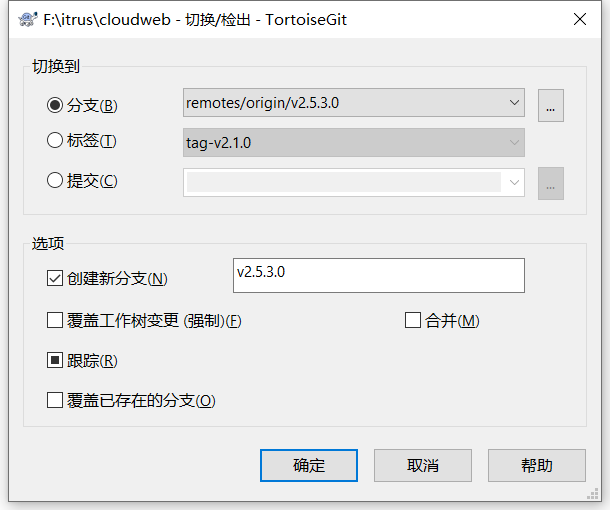 F:\itrus\cloudweb - 切换/检出 - TortoiseGit
切换到
分支(B)
remotes/origin/v2.5.3.0
...
标签(T)
tag-v2.1.0
提交(C)
...
选项
创建新分支(N)
v2.5.3.0
覆盖工作树变更 (强制)(F)
合并(M)
跟踪(R)
覆盖已存在的分支(O)
确定
取消
帮助